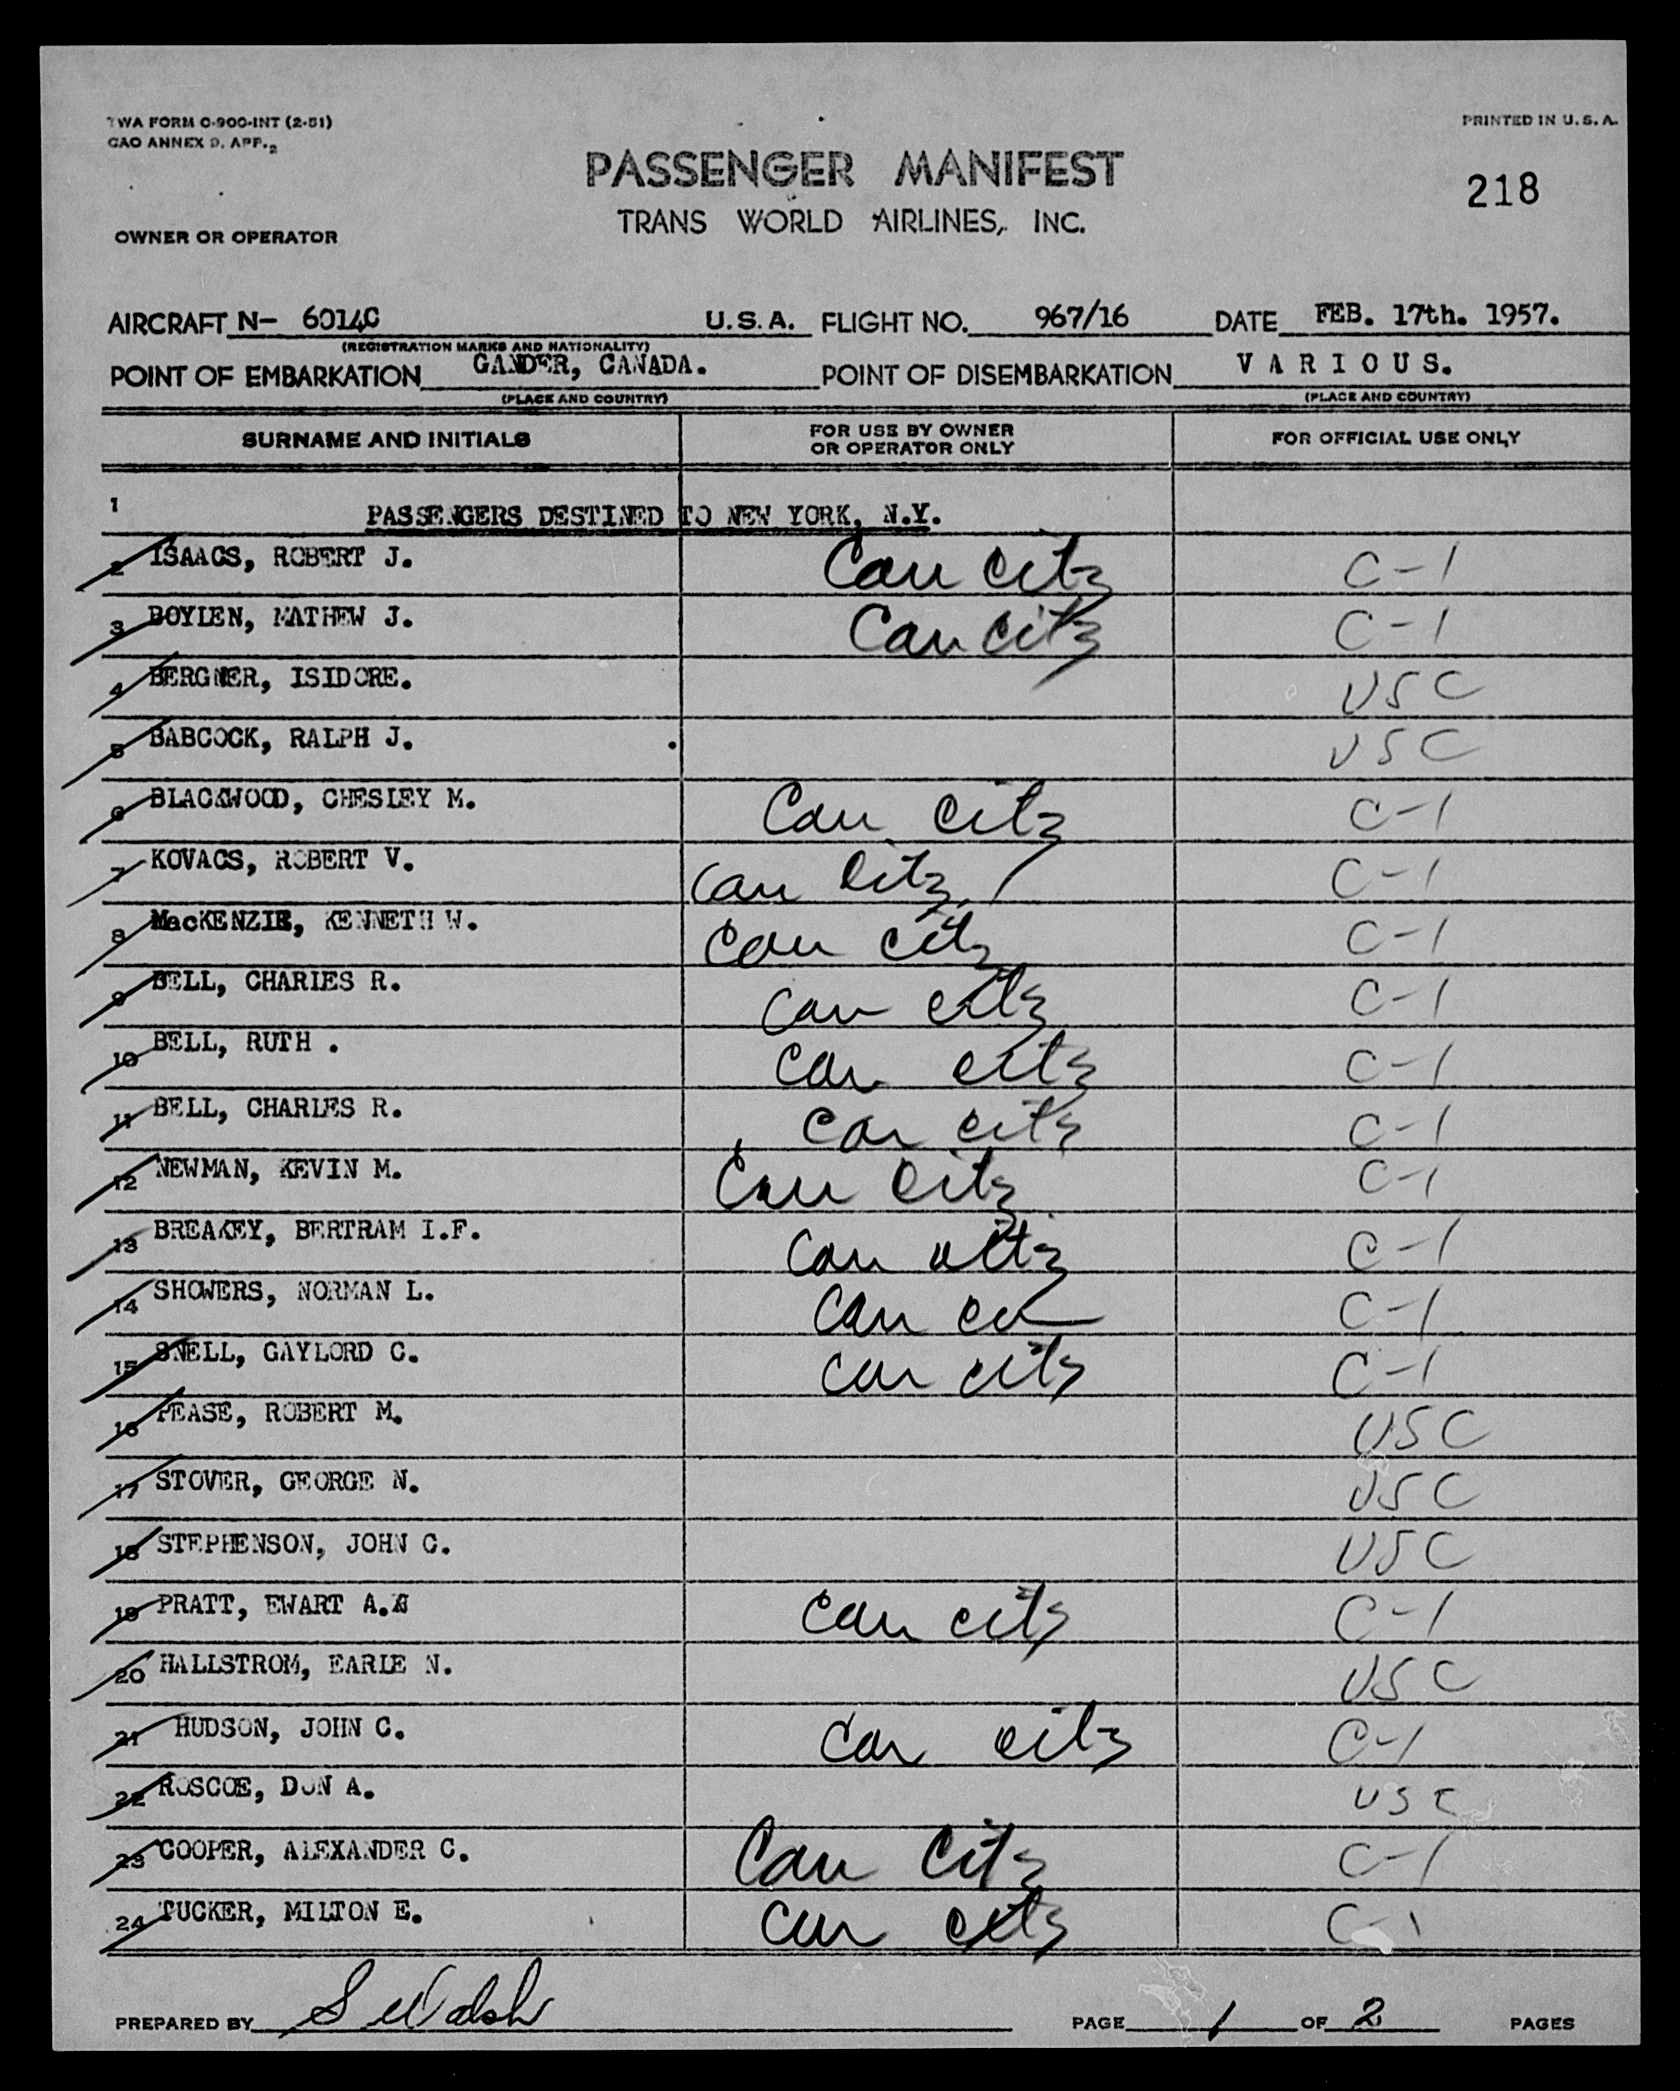 TWA FORM O-900-INT (2-51)
CAO ANNEX 9. APP. 2
PRINTED IN U.S.A.
PASSENGER MANIFEST
218
TRANS WORLD AIRLINES, INC.
OWNER OR OPERATOR
AIRCRAFT N- 6014C U.S.A. FLIGHT NO. 967/16 DATE FEB. 17th. 1957.
(REGISTRATION MARKS AND NATIONALITY)
POINT OF EMBARKATION GANDER, CANADA. POINT OF DISEMBARKATION VARIOUS.
(PLACE AND COUNTRY) (PLACE AND COUNTRY)
SURNAME AND INITIALS FOR USE BY OWNER OR OPERATOR ONLY FOR OFFICIAL USE ONLY
1 PASSENGERS DESTINED TO NEW YORK, N.Y.
2 ISAACS, ROBERT J. Can citz C-1
3 BOYLEN, MATHEW J. Can citz C-1
4 BERGNER, ISIDORE. USC
5 BABCOCK, RALPH J. USC
6 BLACKWOOD, CHESLEY M. Can citz C-1
7 KOVACS, ROBERT V. Can citz C-1
8 MacKENZIE, KENNETH W. Can citz C-1
9 BELL, CHARLES R. Can citz C-1
10 BELL, RUTH . Can citz C-1
11 BELL, CHARLES R. Can citz C-1
12 NEWMAN, KEVIN M. Can citz C-1
13 BREAKEY, BERTRAM I.F. Can citz C-1
14 SHOWERS, NORMAN L. Can C-1
15 SNELL, GAYLORD C. Can citz C-1
16 PEASE, ROBERT M. USC
17 STOVER, GEORGE N. USC
18 STEPHENSON, JOHN C. USC
19 PRATT, EWART A. Can citz C-1
20 HALLSTROM, EARLE N. USC
21 HUDSON, JOHN C. Can citz C-1
22 ROSCOE, DON A. USC
23 COOPER, ALEXANDER C. Can Citz C-1
24 TUCKER, MILTON E. Can citz C-1
PREPARED BY S Walsh PAGE 1 OF 2 PAGES